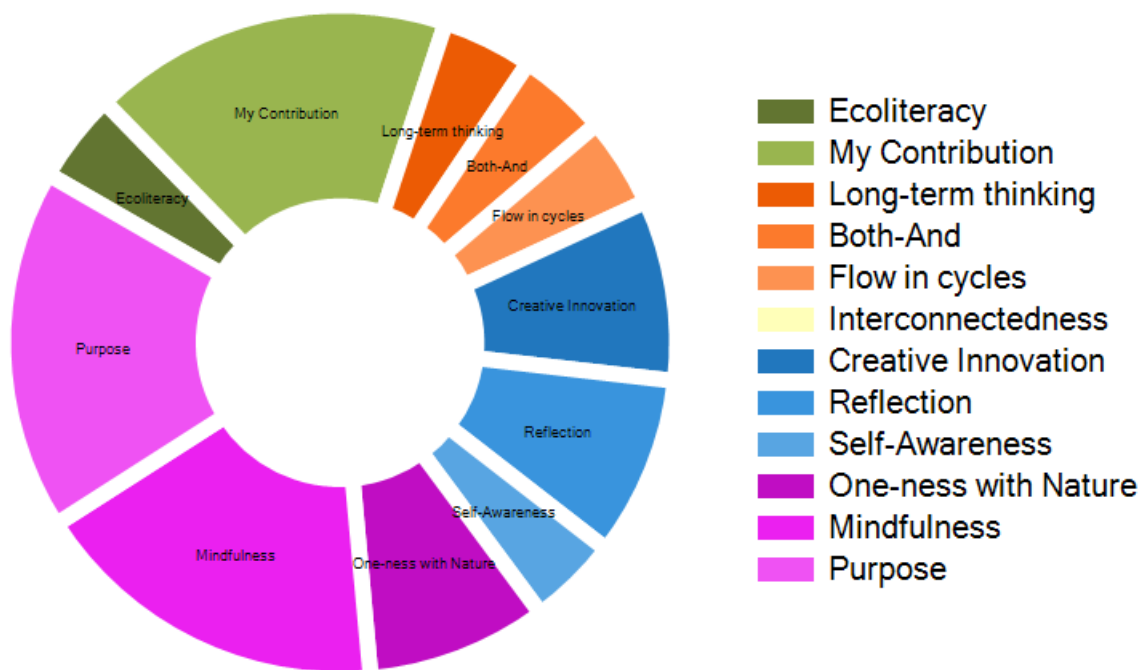 My Contribution
Long-term thinking
Both-And
Ecoliteracy
Flow in cycles
Creative Innovation
Purpose
Reflection
Self-Awareness
Mindfulness
One-ness with Nature
Ecoliteracy
My Contribution
Long-term thinking
Both-And
Flow in cycles
Interconnectedness
Creative Innovation
Reflection
Self-Awareness
One-ness with Nature
Mindfulness
Purpose